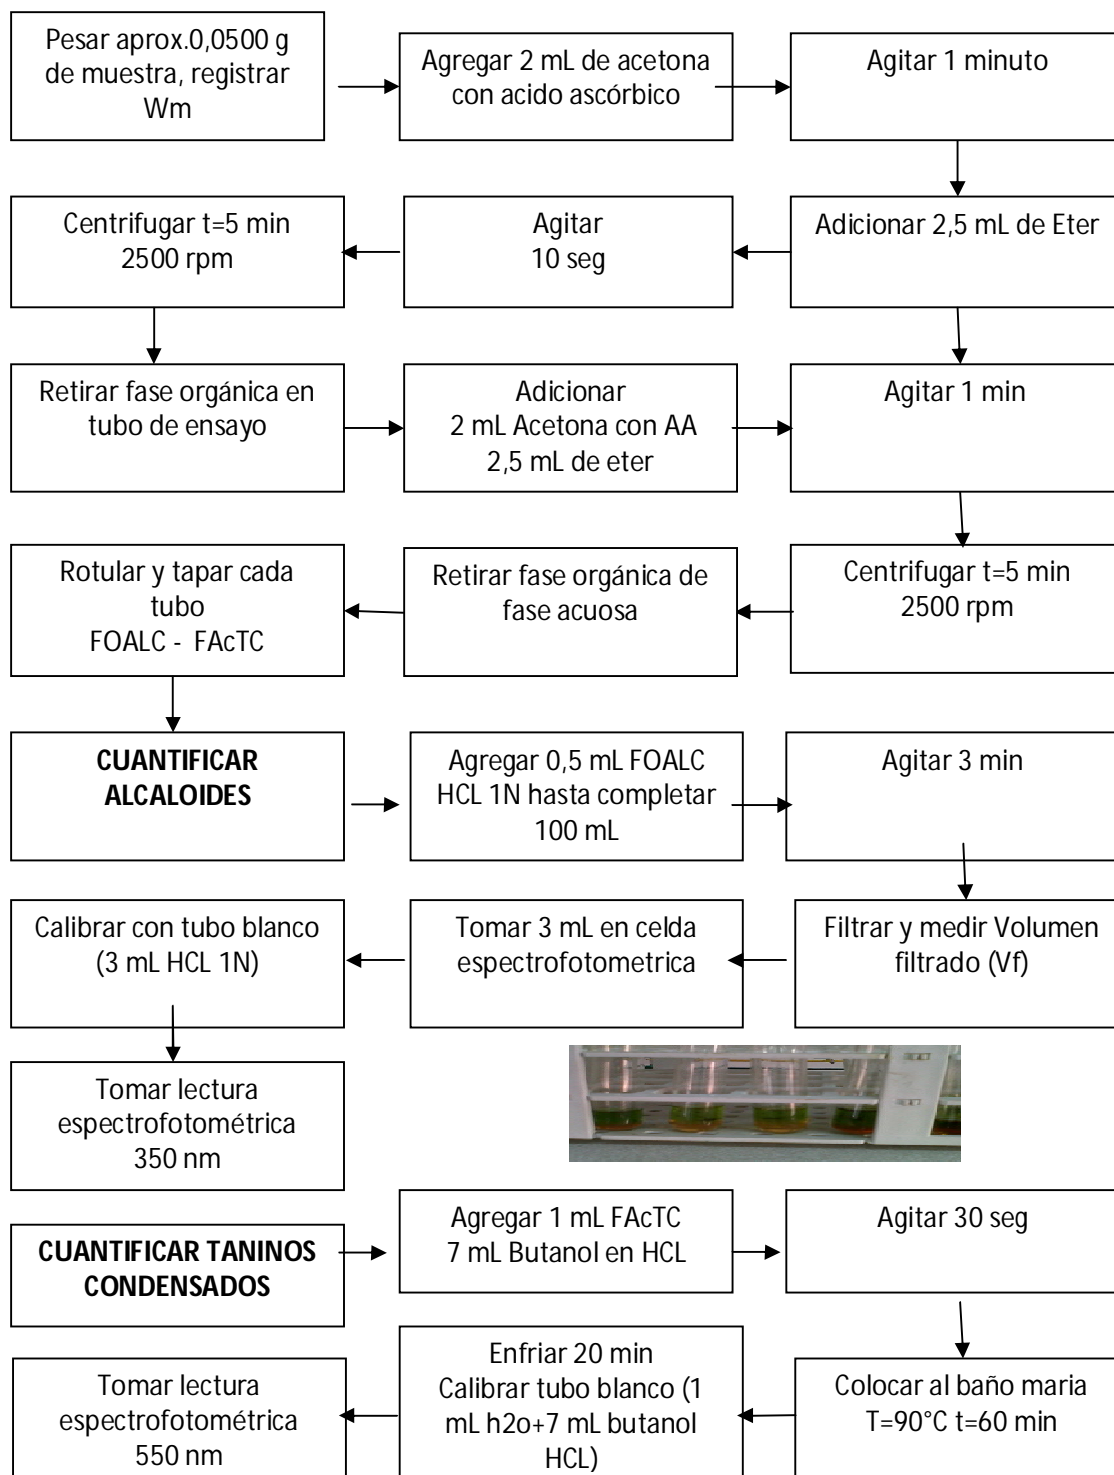 Pesar aprox.0,0500 g
de muestra, registrar
Wm
Agregar 2 mL de acetona
con acido ascórbico
Agitar 1 minuto
Centrifugar t=5 min
2500 rpm
Agitar
10 seg
Adicionar 2,5 mL de Eter
Retirar fase orgánica en
tubo de ensayo
Adicionar
2 mL Acetona con AA
2,5 mL de eter
Agitar 1 min
Rotular y tapar cada
tubo
FOALC - FAcTC
Retirar fase orgánica de
fase acuosa
Centrifugar t=5 min
2500 rpm
CUANTIFICAR
ALCALOIDES
Agregar 0,5 mL FOALC
HCL 1N hasta completar
100 mL
Agitar 3 min
Calibrar con tubo blanco
(3 mL HCL 1N)
Tomar 3 mL en celda
espectrofotometrica
Filtrar y medir Volumen
filtrado (Vf)
Tomar lectura
espectrofotométrica
350 nm
CUANTIFICAR TANINOS
CONDENSADOS
Agregar 1 mL FAcTC
7 mL Butanol en HCL
Agitar 30 seg
Tomar lectura
espectrofotométrica
550 nm
Enfriar 20 min
Calibrar tubo blanco (1
mL h2o+7 mL butanol
HCL)
Colocar al baño maria
T=90°C t=60 min